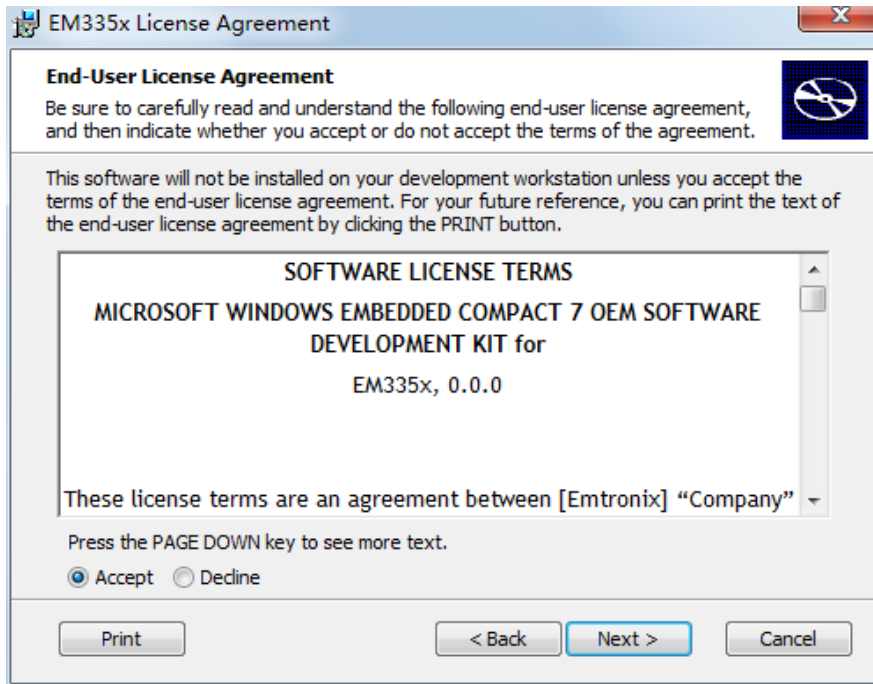 EM335x License Agreement
End-User License Agreement
Be sure to carefully read and understand the following end-user license agreement,
and then indicate whether you accept or do not accept the terms of the agreement.
This software will not be installed on your development workstation unless you accept the
terms of the end-user license agreement. For your future reference, you can print the text of
the end-user license agreement by clicking the PRINT button.
SOFTWARE LICENSE TERMS
MICROSOFT WINDOWS EMBEDDED COMPACT 7 OEM SOFTWARE
DEVELOPMENT KIT for
EM335x, 0.0.0
These license terms are an agreement between [Emtronix] “Company”
Press the PAGE DOWN key to see more text.
Accept Decline
Print < Back Next > Cancel